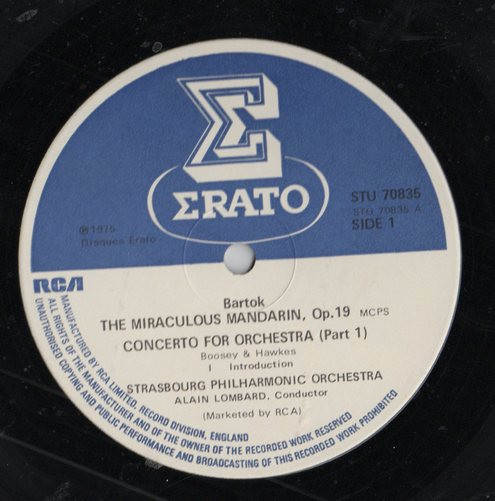 Σ
ΣRATO
℗1975
Disques Erato
STU 70835
STU 70835 A
SIDE 1
RCA
Bartok
THE MIRACULOUS MANDARIN, Op.19 MCPS
CONCERTO FOR ORCHESTRA (Part 1)
Boosey & Hawkes
I Introduction
STRASBOURG PHILHARMONIC ORCHESTRA
ALAIN LOMBARD, Conductor
(Marketed by RCA)
MANUFACTURED BY RCA LIMITED, RECORD DIVISION, ENGLAND
ALL RIGHTS OF THE MANUFACTURER AND OF THE OWNER OF THE RECORDED WORK RESERVED
UNAUTHORISED COPYING AND PUBLIC PERFORMANCE AND BROADCASTING OF THIS RECORDED WORK PROHIBITED